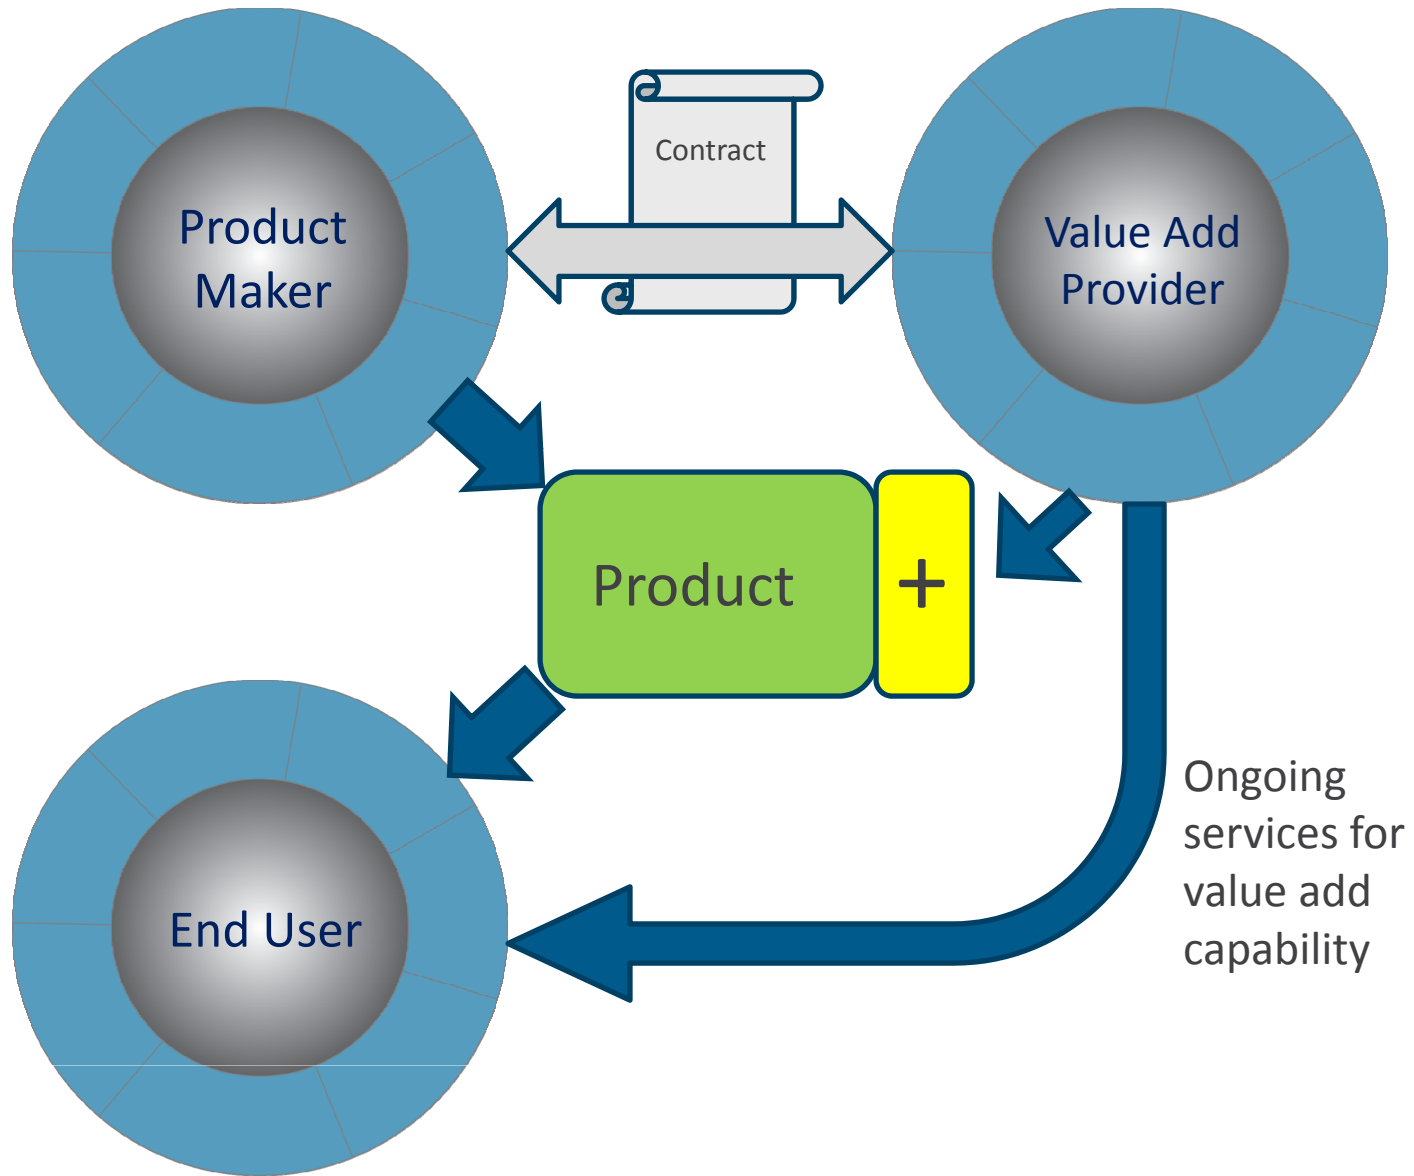 Product
Maker
Contract
Value Add
Provider
Product
+
End User
Ongoing
services for
value add
capability